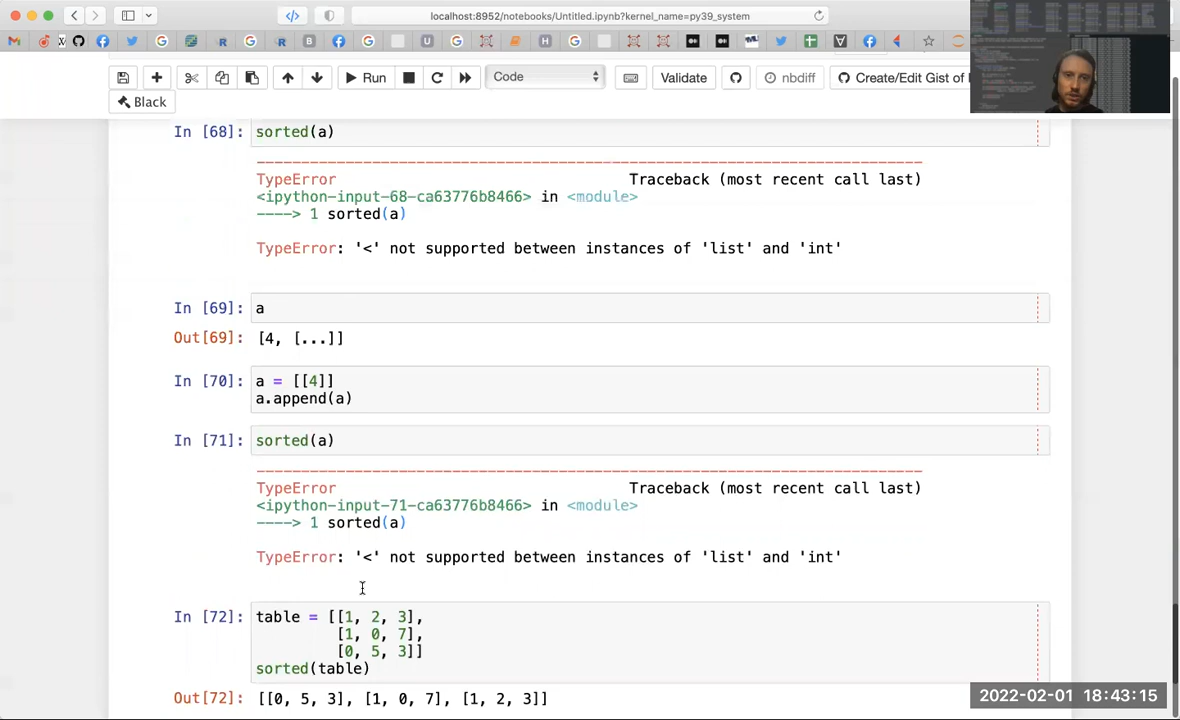 localhost:8952/notebooks/Untitled.ipynb?kernel_name=py39_system
Run
Code
Validate
nbdiff
Create/Edit Gist of
Black
In [68]: sorted(a)
TypeError Traceback (most recent call last)
<ipython-input-68-ca63776b8466> in <module>
----> 1 sorted(a)
TypeError: '<' not supported between instances of 'list' and 'int'
In [69]: a
Out[69]: [4, [...]]
In [70]: a = [[4]]
a.append(a)
In [71]: sorted(a)
TypeError Traceback (most recent call last)
<ipython-input-71-ca63776b8466> in <module>
----> 1 sorted(a)
TypeError: '<' not supported between instances of 'list' and 'int'
In [72]: table = [[1, 2, 3],
[1, 0, 7],
[0, 5, 3]]
sorted(table)
Out[72]: [[0, 5, 3], [1, 0, 7], [1, 2, 3]]
2022-02-01 18:43:15